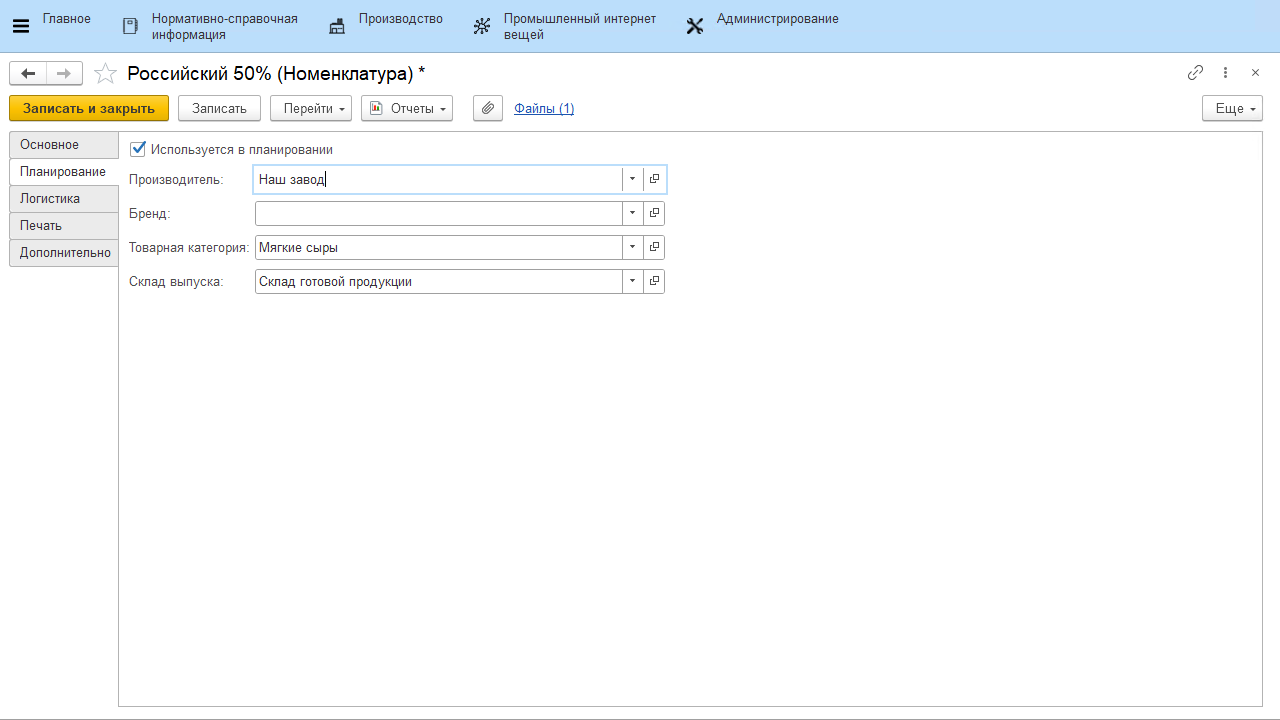 Главное
Нормативно-справочная
информация
Производство
Промышленный интернет
вещей
Администрирование
Российский 50% (Номенклатура) *
Записать и закрыть
Записать
Перейти
Отчеты
Файлы (1)
Еще
Основное
Планирование
Логистика
Печать
Дополнительно
Используется в планировании
Производитель: Наш завод
Бренд:
Товарная категория: Мягкие сыры
Склад выпуска: Склад готовой продукции